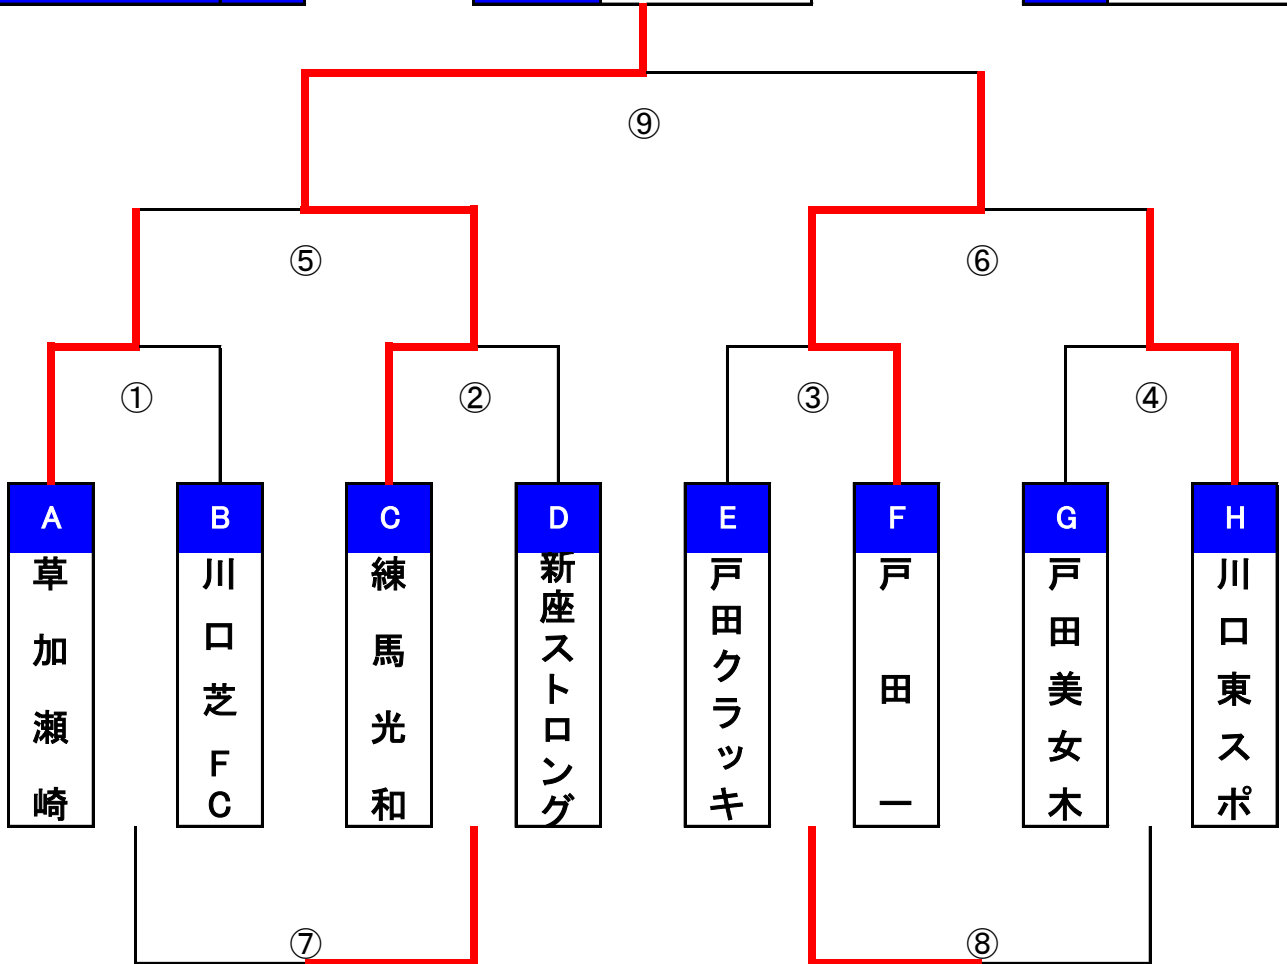 ⑨
⑤
⑥
①
②
③
④
A
B
C
D
E
F
G
H
草加瀬崎
川口芝FC
練馬光和
新座ストロング
戸田クラッキ
戸田一
戸田美女木
川口東スポ
⑦
⑧